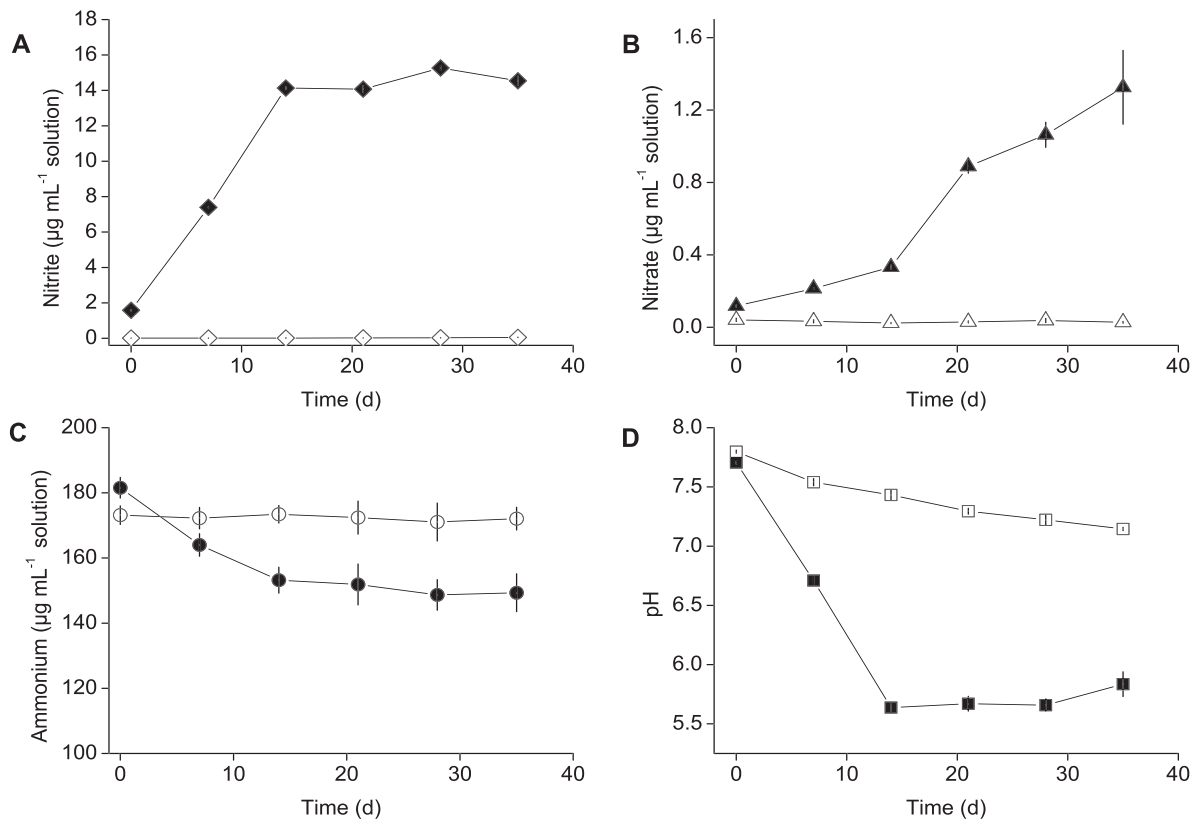 A
18
16
14
12
10
8
6
4
2
0
Nitrite (µg mL⁻¹ solution)
0 10 20 30 40
Time (d)
B
1.6
1.2
0.8
0.4
0.0
Nitrate (µg mL⁻¹ solution)
0 10 20 30 40
Time (d)
C
200
180
160
140
120
100
Ammonium (µg mL⁻¹ solution)
0 10 20 30 40
Time (d)
D
8.0
7.5
7.0
6.5
6.0
5.5
pH
0 10 20 30 40
Time (d)